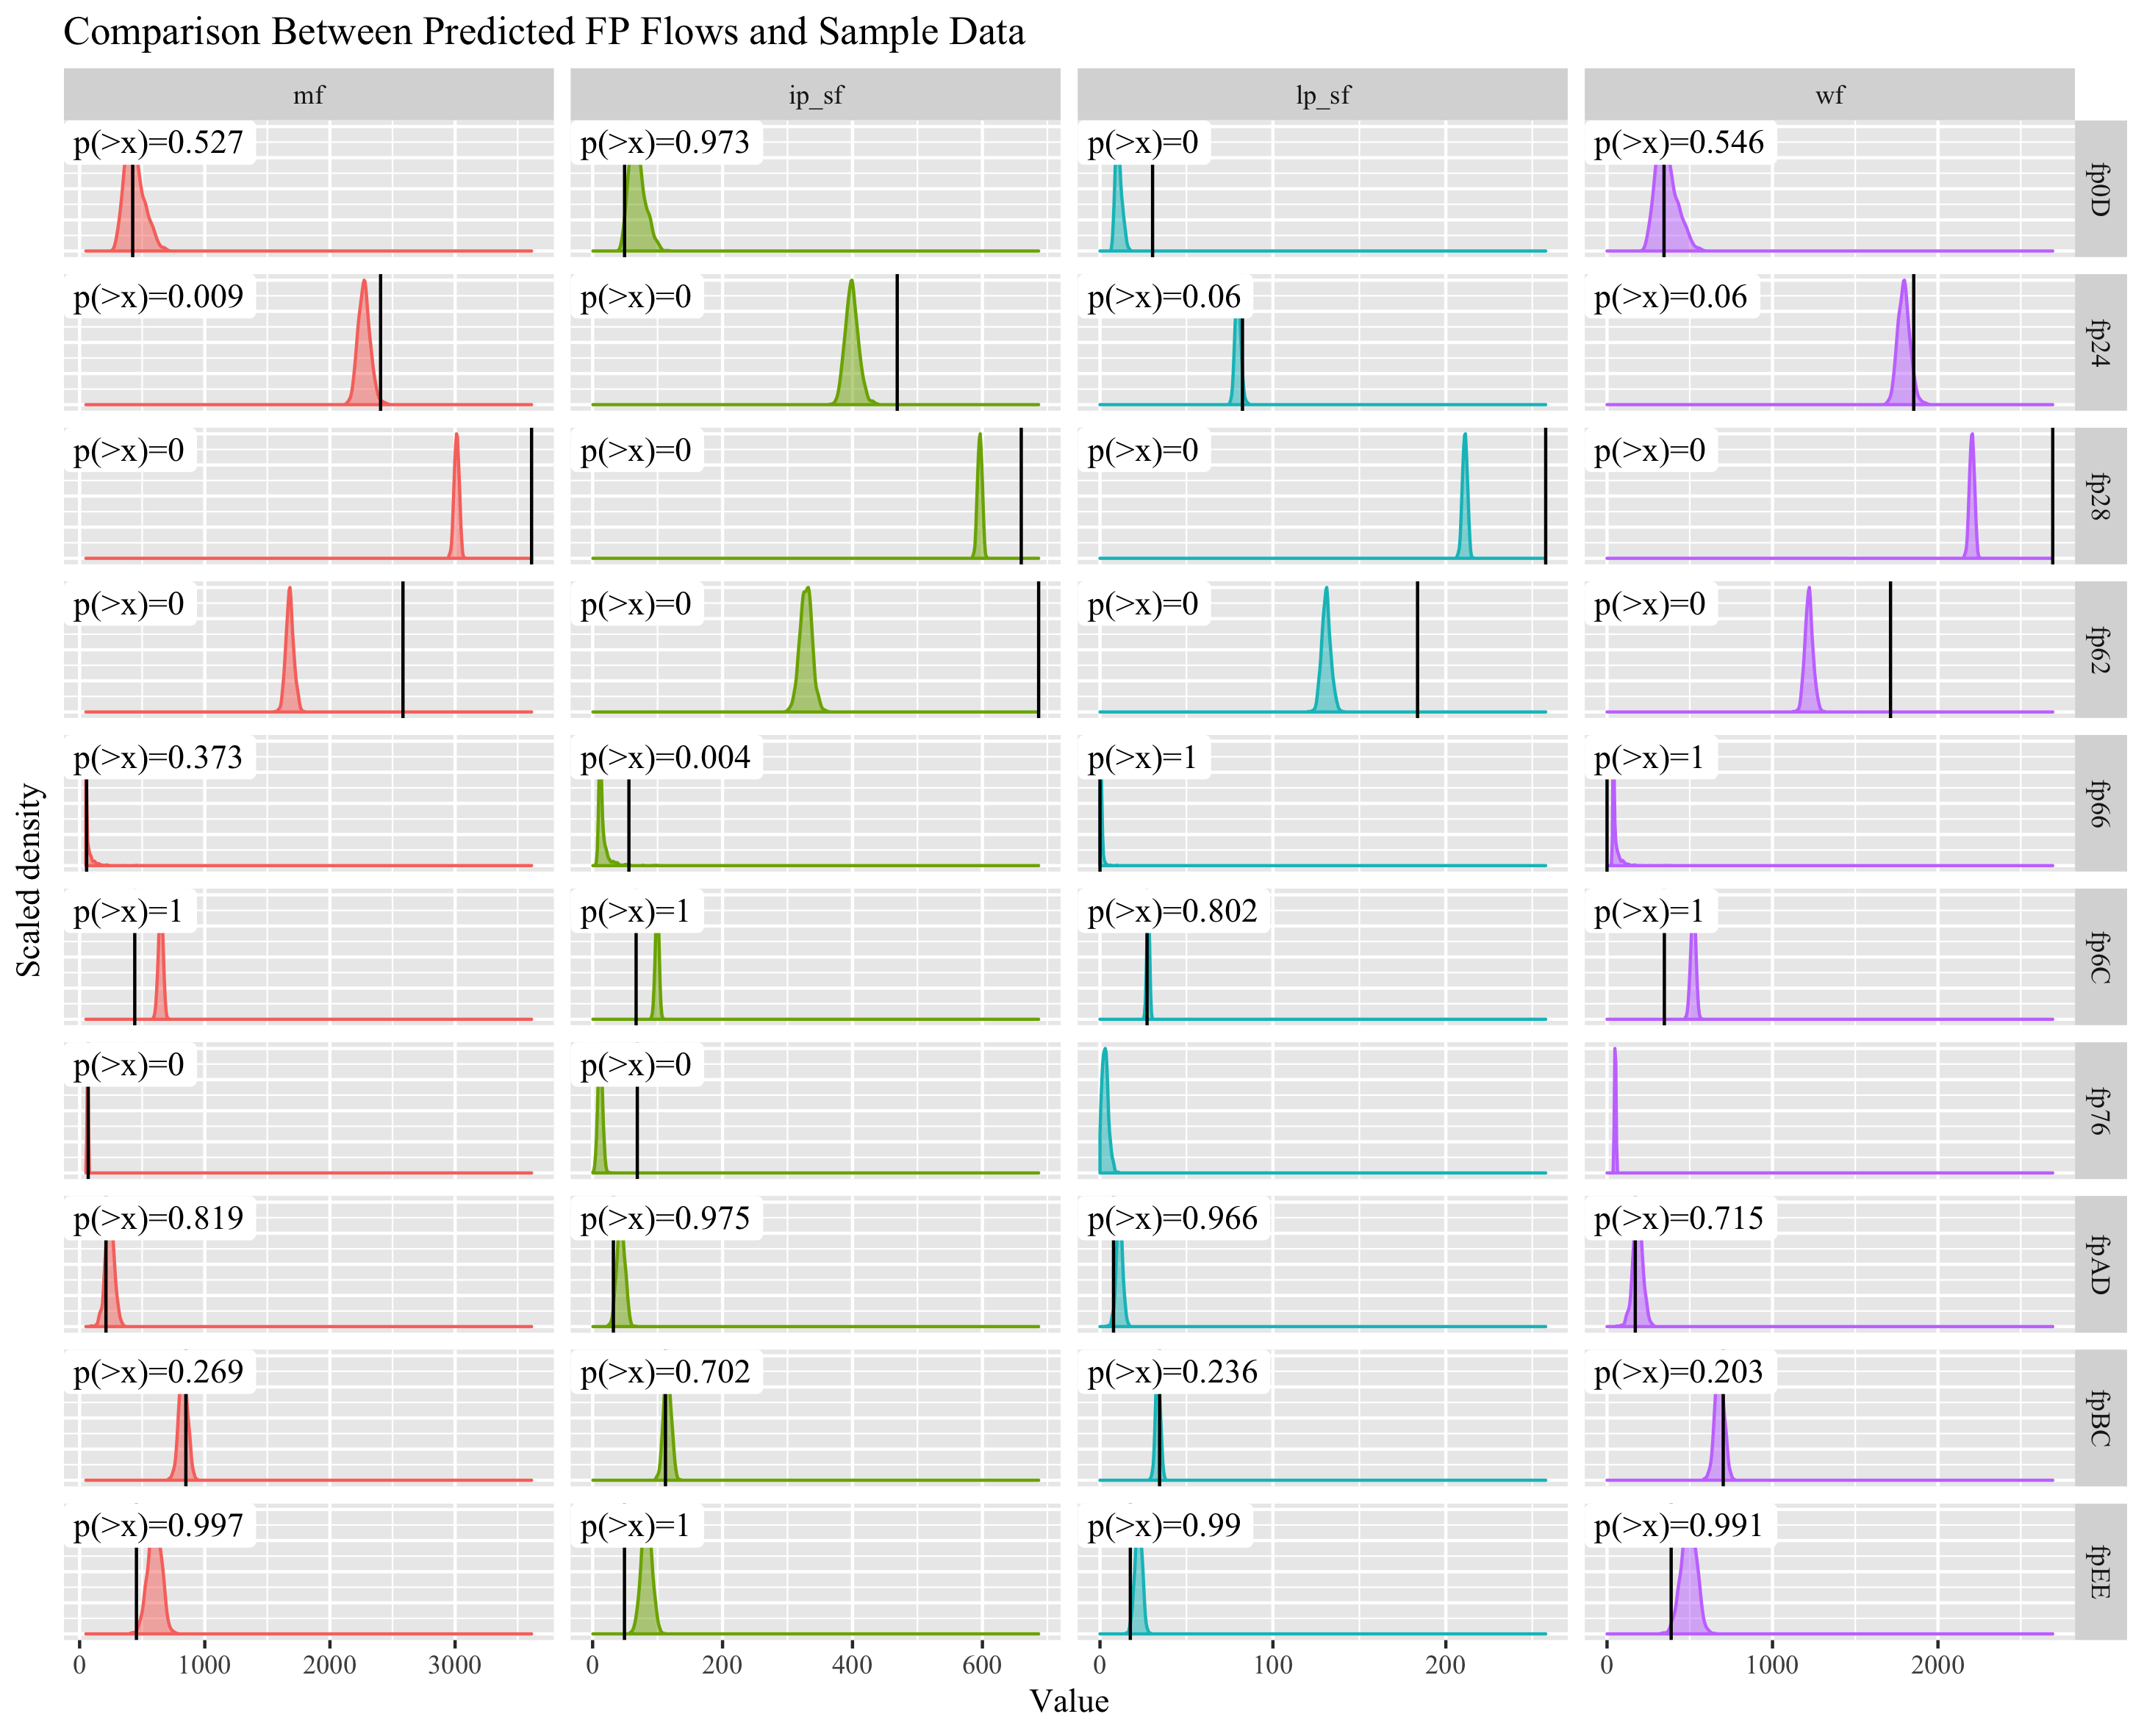 Comparison Between Predicted FP Flows and Sample Data
mf ip_sf lp_sf wf
p(>x)=0.527 p(>x)=0.973 p(>x)=0 p(>x)=0.546 fp0D
p(>x)=0.009 p(>x)=0 p(>x)=0.06 p(>x)=0.06 fp24
p(>x)=0 p(>x)=0 p(>x)=0 p(>x)=0 fp28
p(>x)=0 p(>x)=0 p(>x)=0 p(>x)=0 fp62
p(>x)=0.373 p(>x)=0.004 p(>x)=1 p(>x)=1 fp66
p(>x)=1 p(>x)=1 p(>x)=0.802 p(>x)=1 fp6C
p(>x)=0 p(>x)=0 fp76
p(>x)=0.819 p(>x)=0.975 p(>x)=0.966 p(>x)=0.715 fpAD
p(>x)=0.269 p(>x)=0.702 p(>x)=0.236 p(>x)=0.203 fpBC
p(>x)=0.997 p(>x)=1 p(>x)=0.99 p(>x)=0.991 fpEE
Scaled density
0 1000 2000 3000 0 200 400 600 0 100 200 0 1000 2000
Value